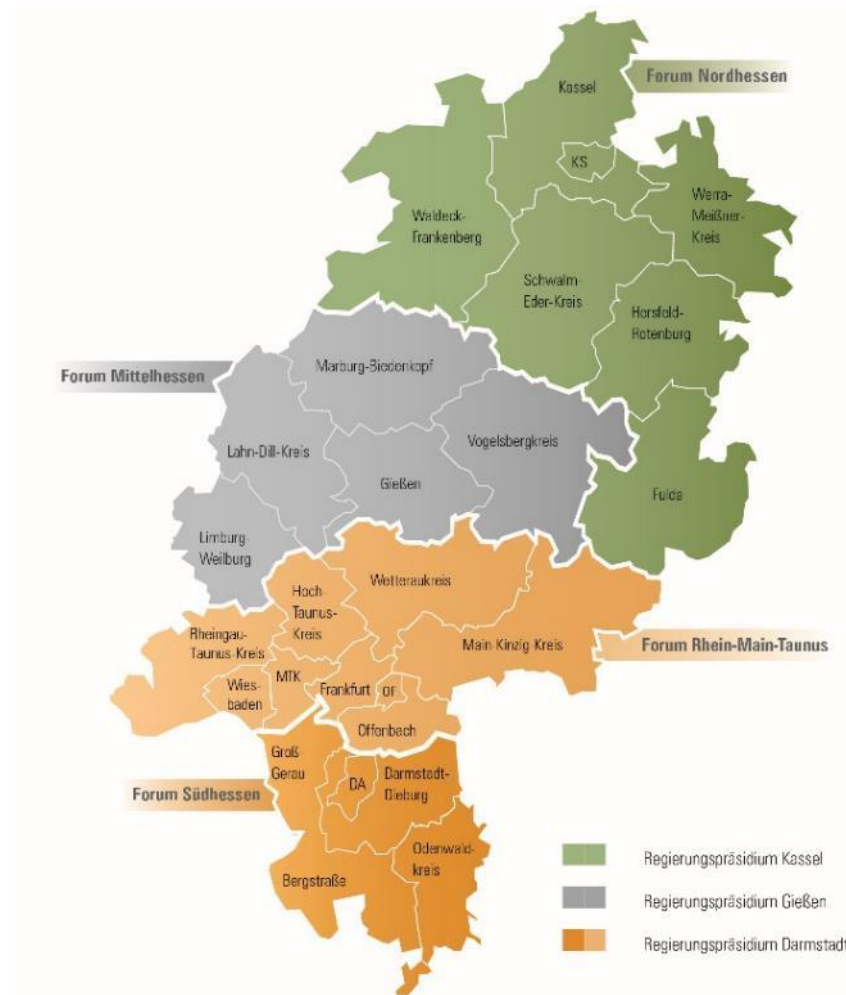 Forum Nordhessen
Kassel
KS
Werra-
Meißner-
Kreis
Waldeck-
Frankenberg
Schwalm-
Eder-Kreis
Hersfeld-
Rotenburg
Forum Mittelhessen
Marburg-Biedenkopf
Vogelsbergkreis
Lahn-Dill-Kreis
Gießen
Fulda
Limburg-
Weilburg
Wetteraukreis
Hoch-
Taunus-
Kreis
Rheingau-
Taunus-Kreis
Main-Kinzig Kreis
Forum Rhein-Main-Taunus
MTK
Frankfurt
OF
Wies-
baden
Offenbach
Groß
Gerau
DA
Darmstadt-
Dieburg
Forum Südhessen
Odenwald-
kreis
Bergstraße
Regierungspräsidium Kassel
Regierungspräsidium Gießen
Regierungspräsidium Darmstadt